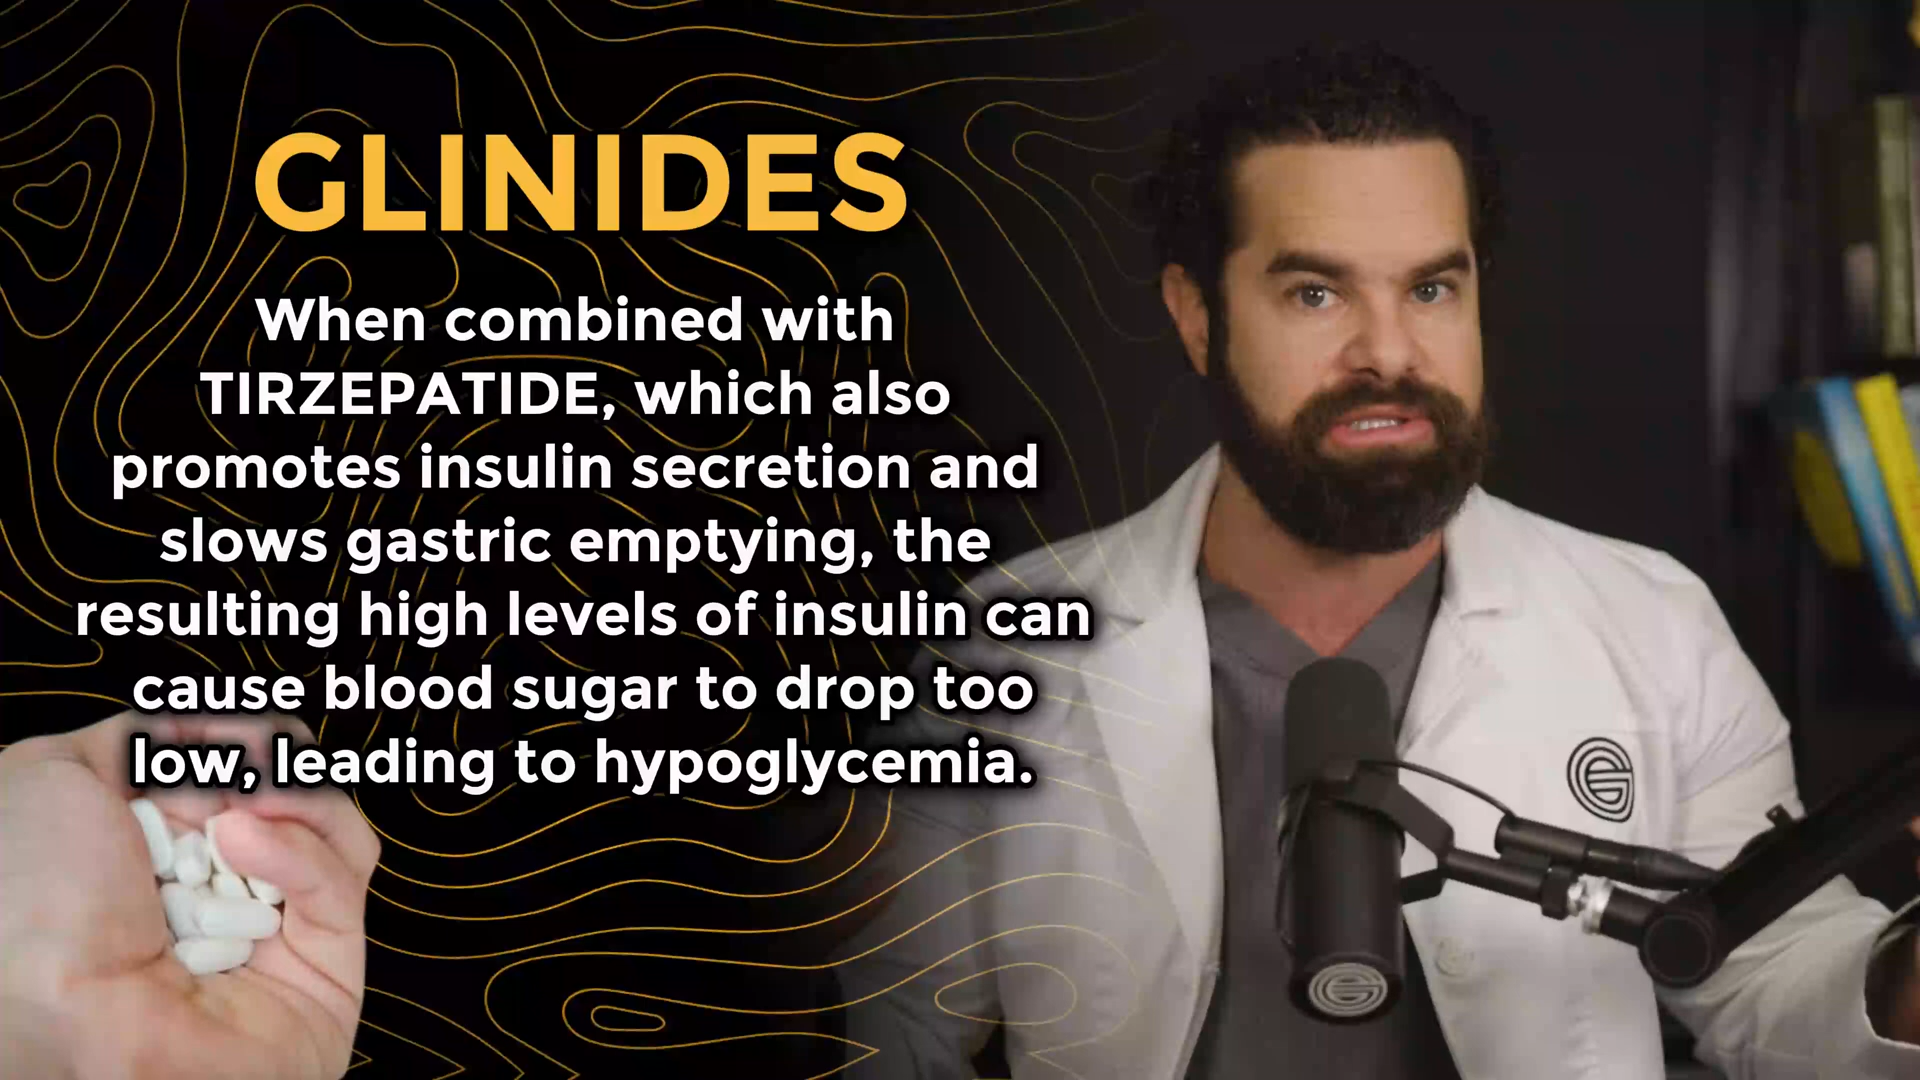 GLINIDES
When combined with
TIRZEPATIDE, which also
promotes insulin secretion and
slows gastric emptying, the
resulting high levels of insulin can
cause blood sugar to drop too
low, leading to hypoglycemia.